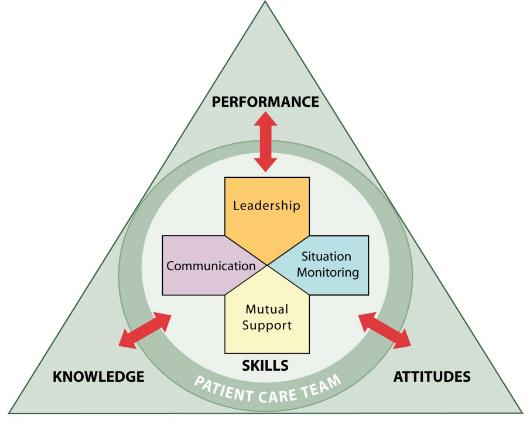 PERFORMANCE
Leadership
Communication
Situation
Monitoring
Mutual
Support
SKILLS
KNOWLEDGE
ATTITUDES
PATIENT CARE TEAM